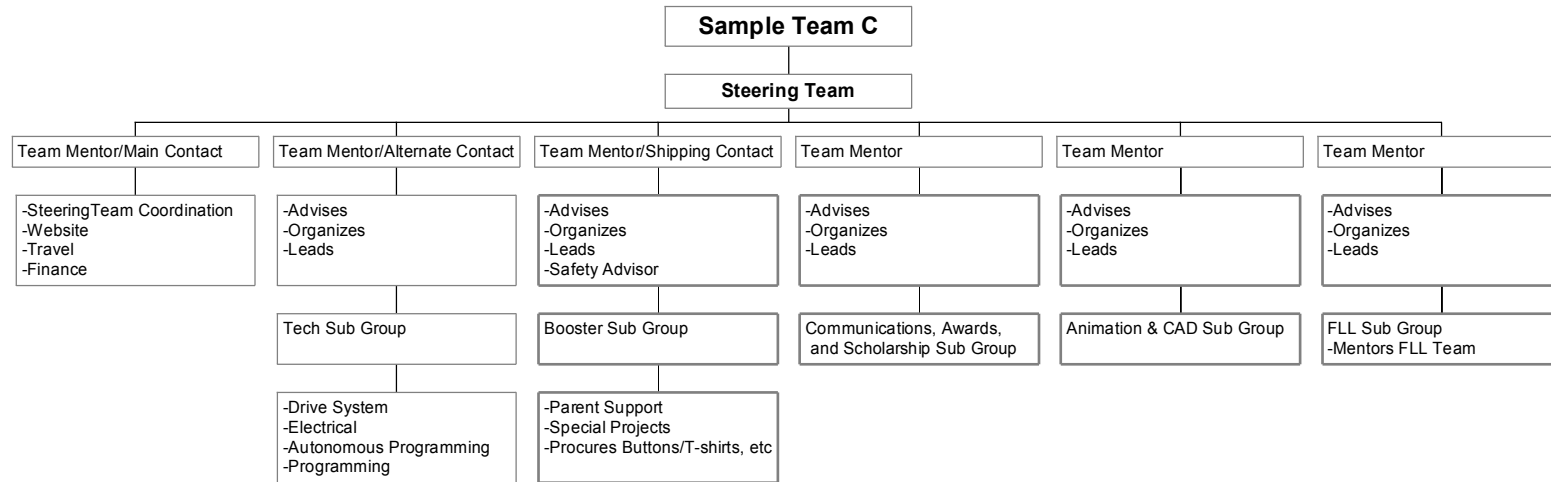 Sample Team C
Steering Team
Team Mentor/Main Contact
Team Mentor/Alternate Contact
Team Mentor/Shipping Contact
Team Mentor
Team Mentor
Team Mentor
-SteeringTeam Coordination
-Website
-Travel
-Finance
-Advises
-Organizes
-Leads
-Advises
-Organizes
-Leads
-Safety Advisor
-Advises
-Organizes
-Leads
-Advises
-Organizes
-Leads
-Advises
-Organizes
-Leads
Tech Sub Group
Booster Sub Group
Communications, Awards,
and Scholarship Sub Group
Animation & CAD Sub Group
FLL Sub Group
-Mentors FLL Team
-Drive System
-Electrical
-Autonomous Programming
-Programming
-Parent Support
-Special Projects
-Procures Buttons/T-shirts, etc